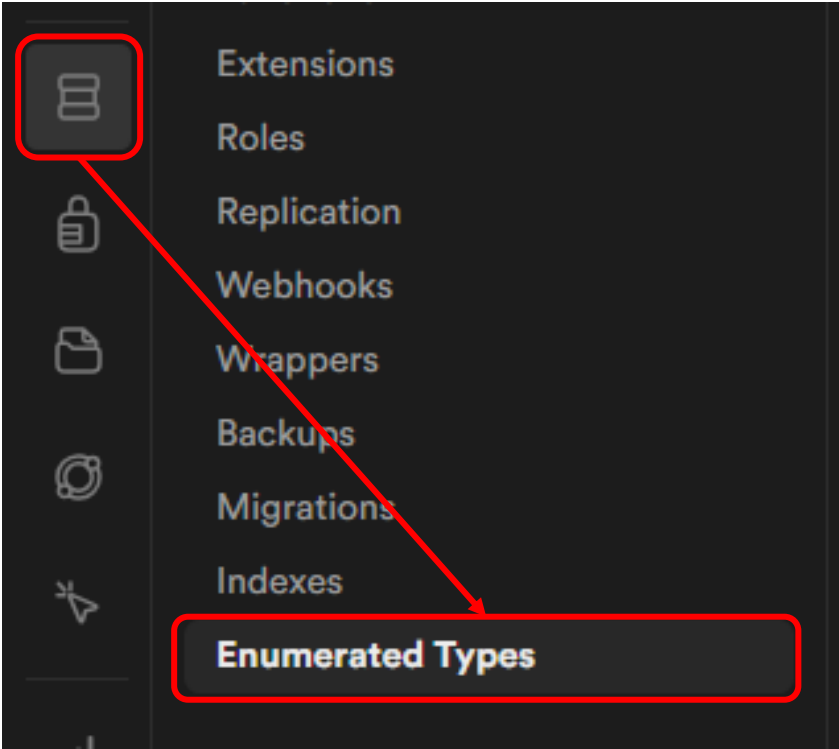 Extensions
Roles
Replication
Webhooks
Wrappers
Backups
Migrations
Indexes
Enumerated Types